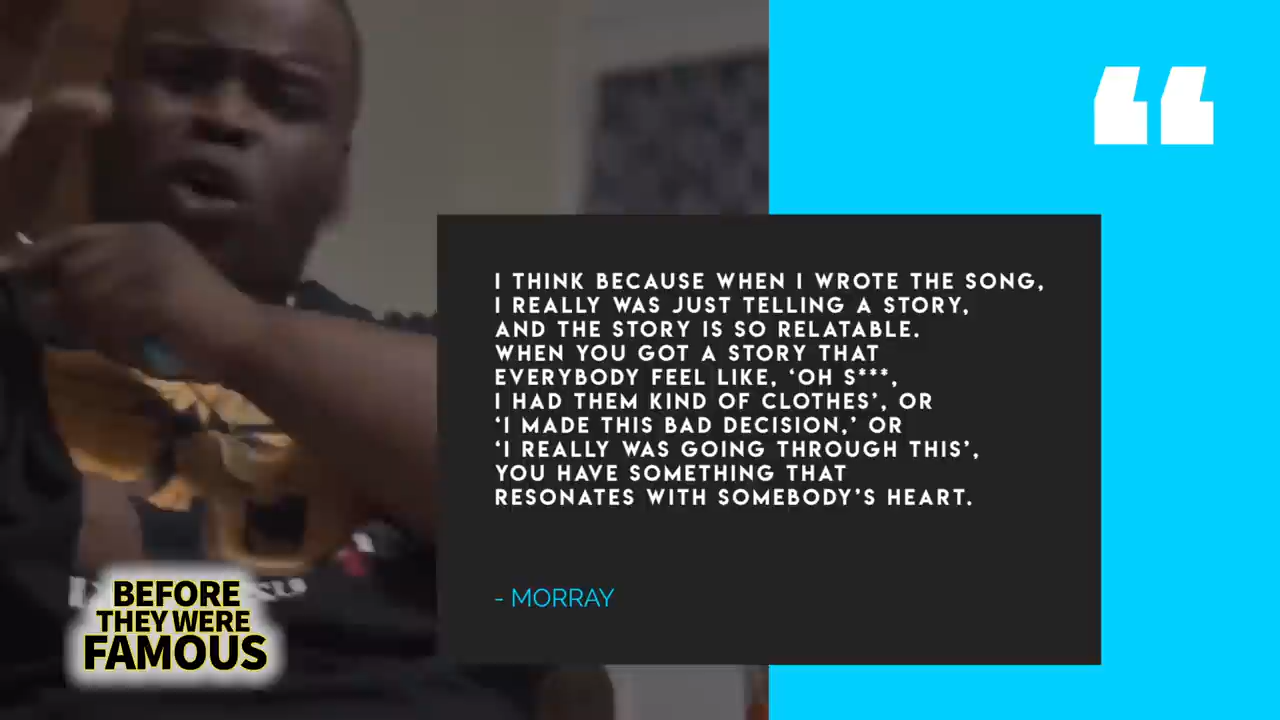 “
I THINK BECAUSE WHEN I WROTE THE SONG,
I REALLY WAS JUST TELLING A STORY,
AND THE STORY IS SO RELATABLE.
WHEN YOU GOT A STORY THAT
EVERYBODY FEEL LIKE, ‘OH S***,
I HAD THEM KIND OF CLOTHES’, OR
‘I MADE THIS BAD DECISION,’ OR
‘I REALLY WAS GOING THROUGH THIS’,
YOU HAVE SOMETHING THAT
RESONATES WITH SOMEBODY’S HEART.
- MORRAY
BEFORE
THEY WERE
FAMOUS